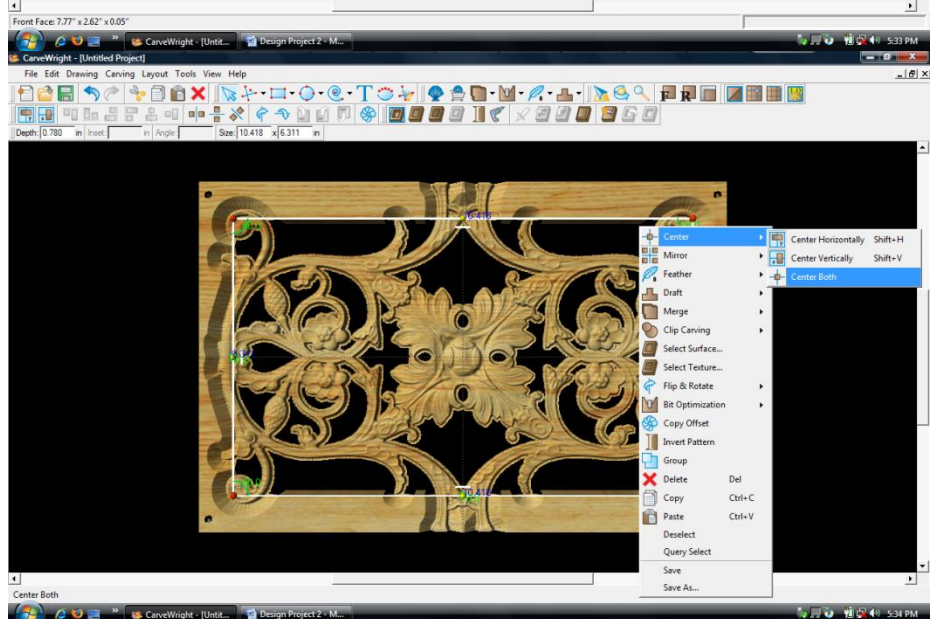 Front Face: 7.77" x 2.62" x 0.05"
CarveWright - [Untit...
Design Project 2 - M...
5:33 PM
CarveWright - [Untitled Project]
File Edit Drawing Carving Layout Tools View Help
Depth: 0.780 in Inset: in Angle: Size: 10.418 x 6.311 in
10.416
Center
Center Horizontally Shift+H
Mirror
Center Vertically Shift+V
Feather
Center Both
Draft
Merge
Clip Carving
Select Surface...
Select Texture...
Flip & Rotate
Bit Optimization
Copy Offset
Invert Pattern
Group
Delete Del
Copy Ctrl+C
Paste Ctrl+V
Deselect
Query Select
Save
Save As...
10.416
Center Both
CarveWright - [Untit...
Design Project 2 - M...
5:34 PM